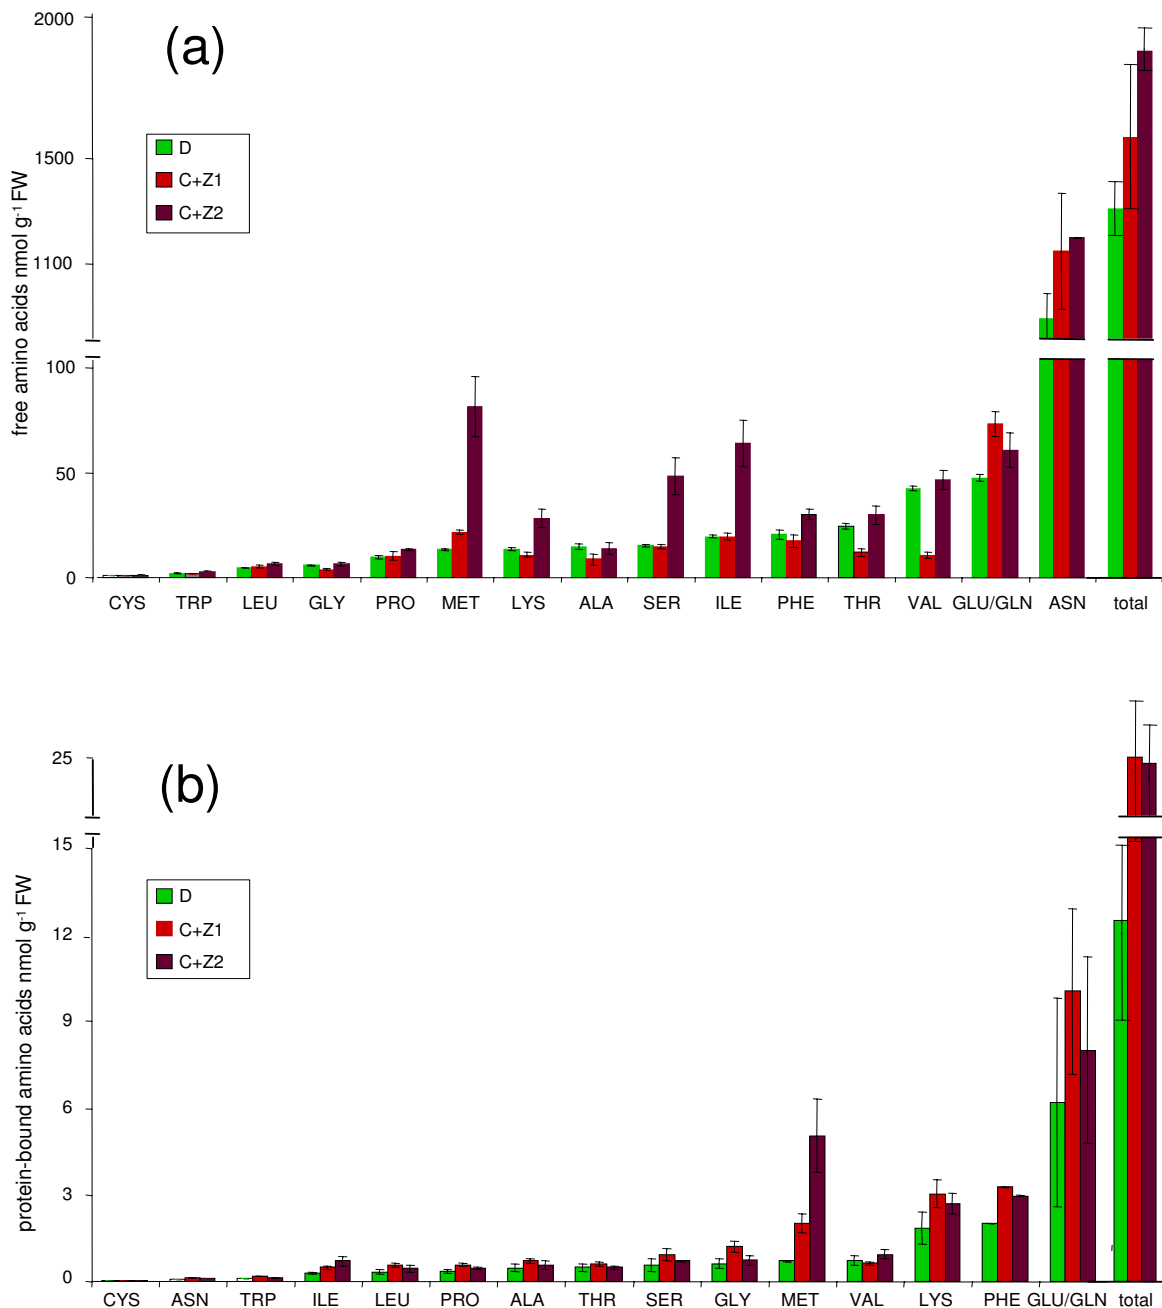 (a)
free amino acids nmol g⁻¹ FW
2000
1500
1100
100
50
0
D
C+Z1
C+Z2
CYS TRP LEU GLY PRO MET LYS ALA SER ILE PHE THR VAL GLU/GLN ASN total
(b)
protein-bound amino acids nmol g⁻¹ FW
25
15
12
9
6
3
0
D
C+Z1
C+Z2
CYS ASN TRP ILE LEU PRO ALA THR SER GLY MET VAL LYS PHE GLU/GLN total